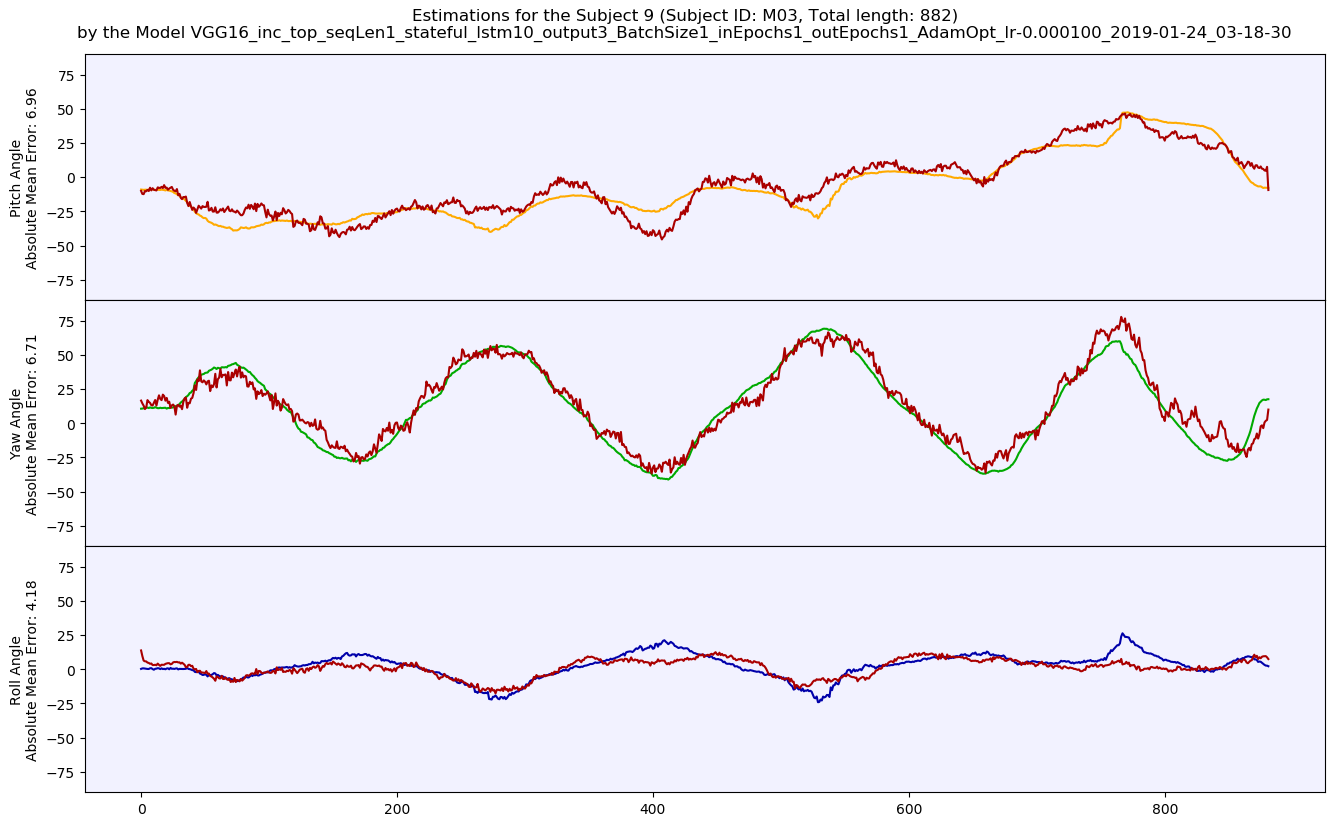 Estimations for the Subject 9 (Subject ID: M03, Total length: 882)
by the Model VGG16_inc_top_seqLen1_stateful_lstm10_output3_BatchSize1_inEpochs1_outEpochs1_AdamOpt_lr-0.000100_2019-01-24_03-18-30
Pitch Angle
Absolute Mean Error: 6.96
75
50
25
0
−25
−50
−75
Yaw Angle
Absolute Mean Error: 6.71
75
50
25
0
−25
−50
−75
Roll Angle
Absolute Mean Error: 4.18
75
50
25
0
−25
−50
−75
0 200 400 600 800